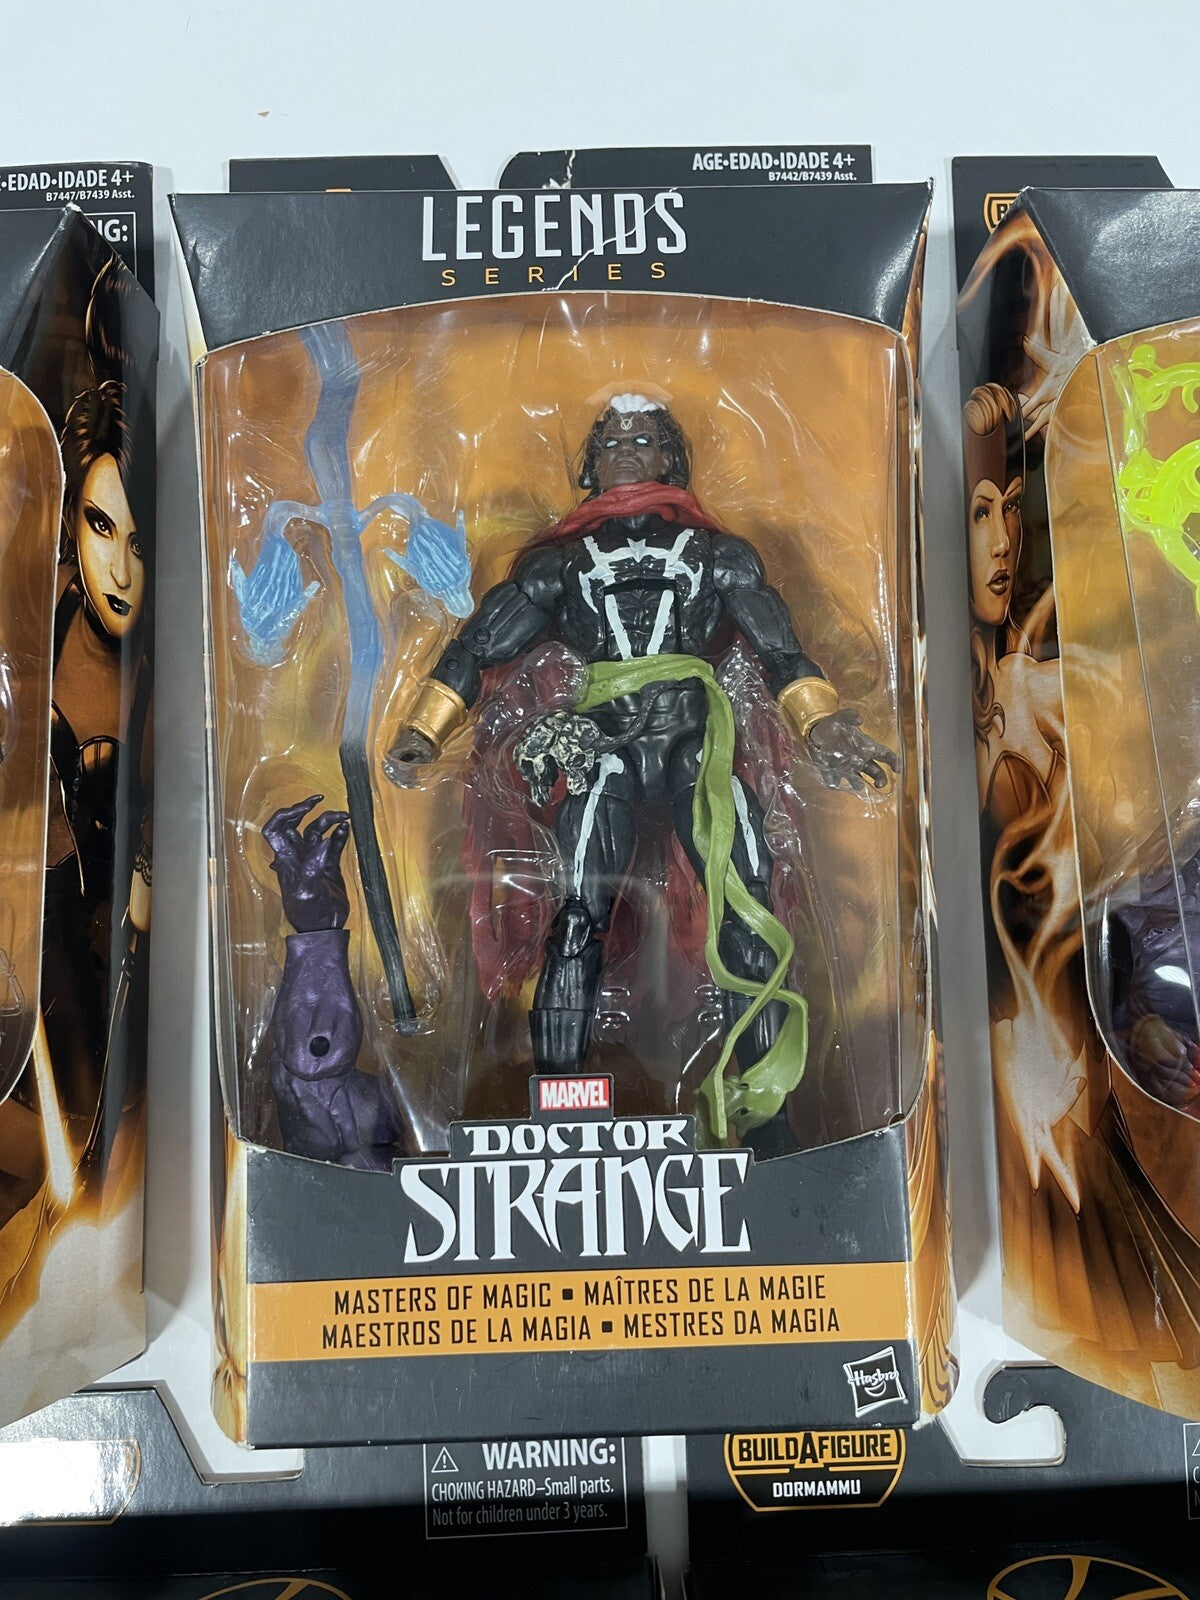 EDAD•IDADE 4+
B7447/B7439 Asst.
AGE•EDAD•IDADE 4+
B7442/B7439 Asst.
LEGENDS
SERIES
MARVEL
DOCTOR
STRANGE
MASTERS OF MAGIC ▪ MAÎTRES DE LA MAGIE
MAESTROS DE LA MAGIA ▪ MESTRES DA MAGIA
Hasbro
⚠ WARNING:
CHOKING HAZARD–Small parts.
Not for children under 3 years.
BUILDAFIGURE
DORMAMMU